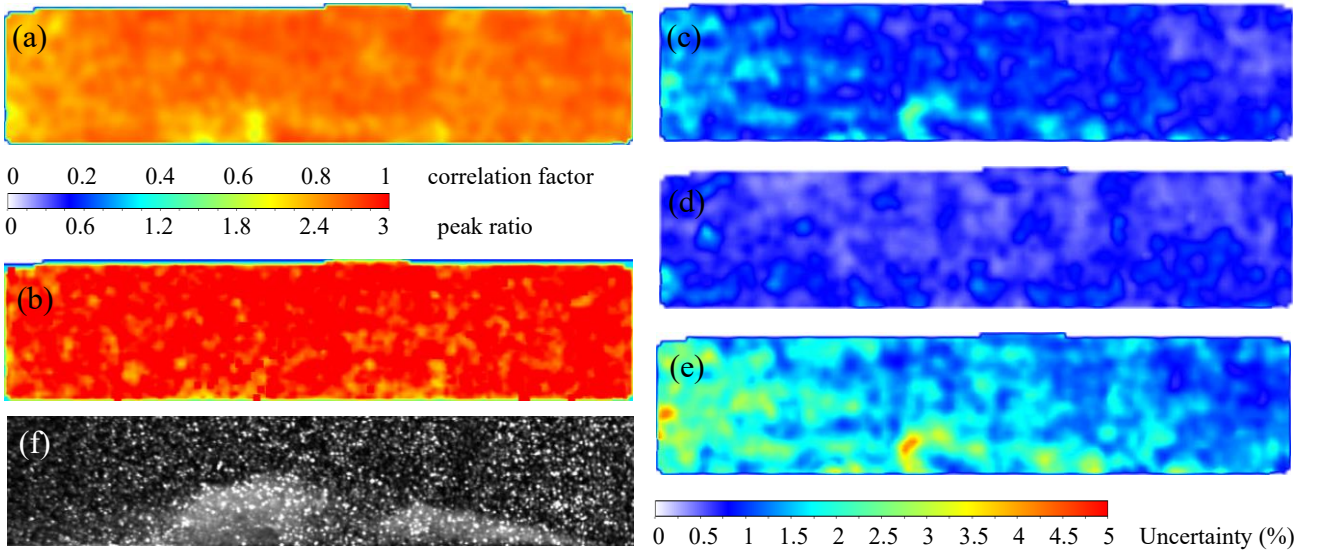 (a)
0 0.2 0.4 0.6 0.8 1 correlation factor
0 0.6 1.2 1.8 2.4 3 peak ratio
(b)
(f)
(c)
(d)
(e)
0 0.5 1 1.5 2 2.5 3 3.5 4 4.5 5 Uncertainty (%)